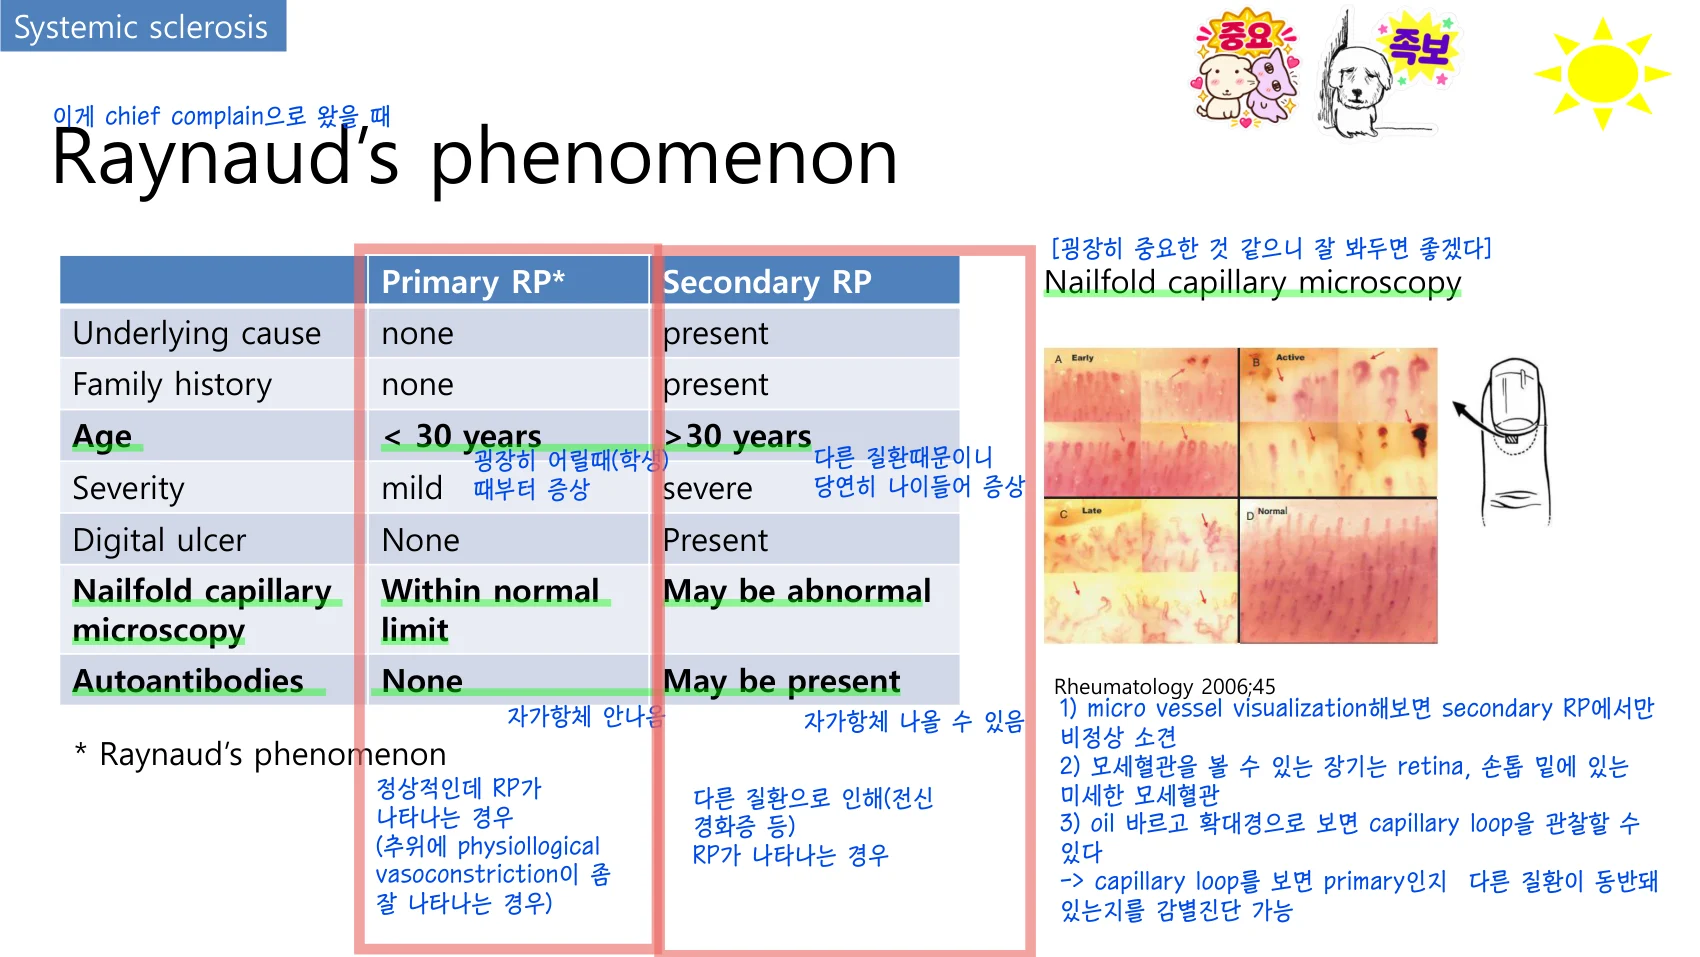 Systemic sclerosis
중요
족보
이게 chief complain으로 왔을 때
Raynaud's phenomenon
Primary RP* Secondary RP
Underlying cause none present
Family history none present
Age < 30 years >30 years
굉장히 어릴때(학생)
때부터 증상
다른 질환때문이니
당연히 나이들어 증상
Severity mild severe
Digital ulcer None Present
Nailfold capillary Within normal May be abnormal
microscopy limit
Autoantibodies None May be present
자가항체 안나옴
자가항체 나올 수 있음
* Raynaud's phenomenon
정상적인데 RP가
나타나는 경우
(추위에 physiollogical
vasoconstriction이 좀
잘 나타나는 경우)
다른 질환으로 인해(전신
경화증 등)
RP가 나타나는 경우
[굉장히 중요한 것 같으니 잘 봐두면 좋겠다]
Nailfold capillary microscopy
A Early
B Active
C Late
D Normal
Rheumatology 2006;45
1) micro vessel visualization해보면 secondary RP에서만
비정상 소견
2) 모세혈관을 볼 수 있는 장기는 retina, 손톱 밑에 있는
미세한 모세혈관
3) oil 바르고 확대경으로 보면 capillary loop을 관찰할 수
있다
-> capillary loop를 보면 primary인지 다른 질환이 동반돼
있는지를 감별진단 가능